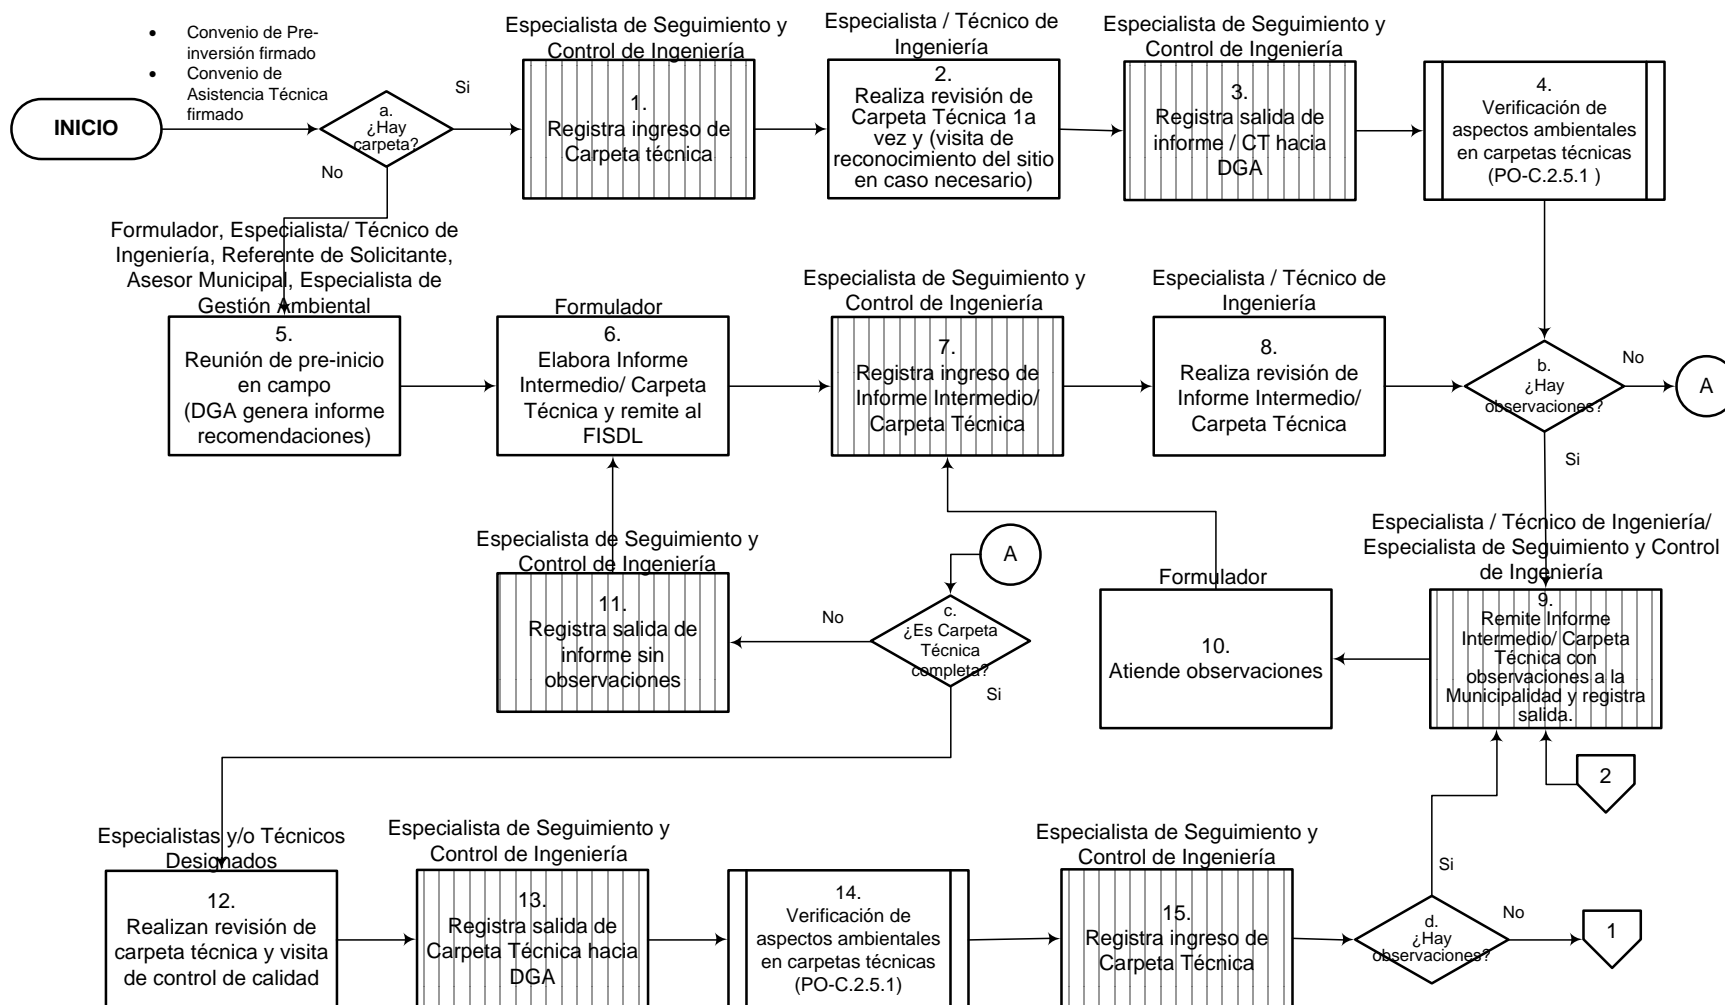 INICIO
• Convenio de Pre-
inversión firmado
• Convenio de
Asistencia Técnica
firmado
a.
¿Hay
carpeta?
Si
No
Especialista de Seguimiento y
Control de Ingeniería
1.
Registra ingreso de
Carpeta técnica
Especialista / Técnico de
Ingeniería
2.
Realiza revisión de
Carpeta Técnica 1a
vez y (visita de
reconocimiento del sitio
en caso necesario)
Especialista de Seguimiento y
Control de Ingeniería
3.
Registra salida de
informe / CT hacia
DGA
4.
Verificación de
aspectos ambientales
en carpetas técnicas
(PO-C.2.5.1 )
Formulador, Especialista/ Técnico de
Ingeniería, Referente de Solicitante,
Asesor Municipal, Especialista de
Gestión Ambiental
5.
Reunión de pre-inicio
en campo
(DGA genera informe
recomendaciones)
Formulador
6.
Elabora Informe
Intermedio/ Carpeta
Técnica y remite al
FISDL
Especialista de Seguimiento y
Control de Ingeniería
7.
Registra ingreso de
Informe Intermedio/
Carpeta Técnica
Especialista / Técnico de
Ingeniería
8.
Realiza revisión de
Informe Intermedio/
Carpeta Técnica
b.
¿Hay
observaciones?
No
A
Si
Especialista de Seguimiento y
Control de Ingeniería
11.
Registra salida de
informe sin
observaciones
No
A
c.
¿Es Carpeta
Técnica
completa?
Si
Formulador
10.
Atiende observaciones
Especialista / Técnico de Ingeniería/
Especialista de Seguimiento y Control
de Ingeniería
9.
Remite Informe
Intermedio/ Carpeta
Técnica con
observaciones a la
Municipalidad y registra
salida.
2
Especialistas y/o Técnicos
Designados
12.
Realizan revisión de
carpeta técnica y visita
de control de calidad
Especialista de Seguimiento y
Control de Ingeniería
13.
Registra salida de
Carpeta Técnica hacia
DGA
14.
Verificación de
aspectos ambientales
en carpetas técnicas
(PO-C.2.5.1)
Especialista de Seguimiento y
Control de Ingeniería
15.
Registra ingreso de
Carpeta Técnica
Si
d.
¿Hay
observaciones?
No
1